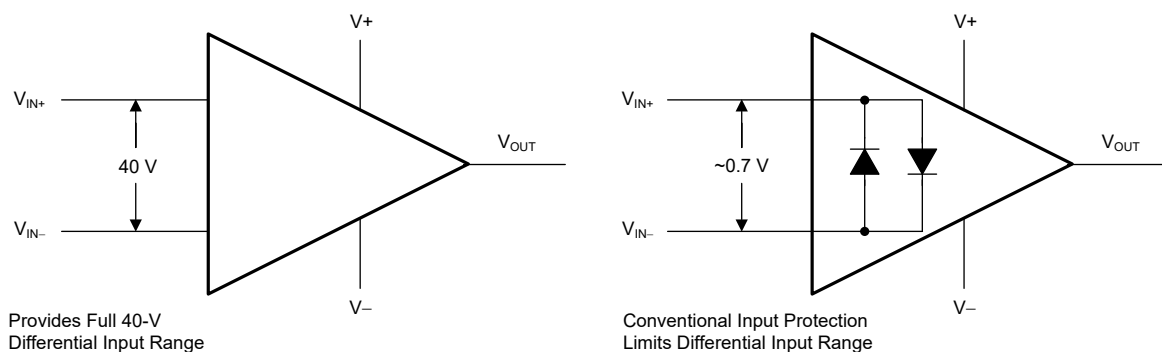 V+
V+
VIN+
VIN+
VOUT
VOUT
40 V
~0.7 V
VIN−
VIN−
V−
V−
Provides Full 40-V
Differential Input Range
Conventional Input Protection
Limits Differential Input Range